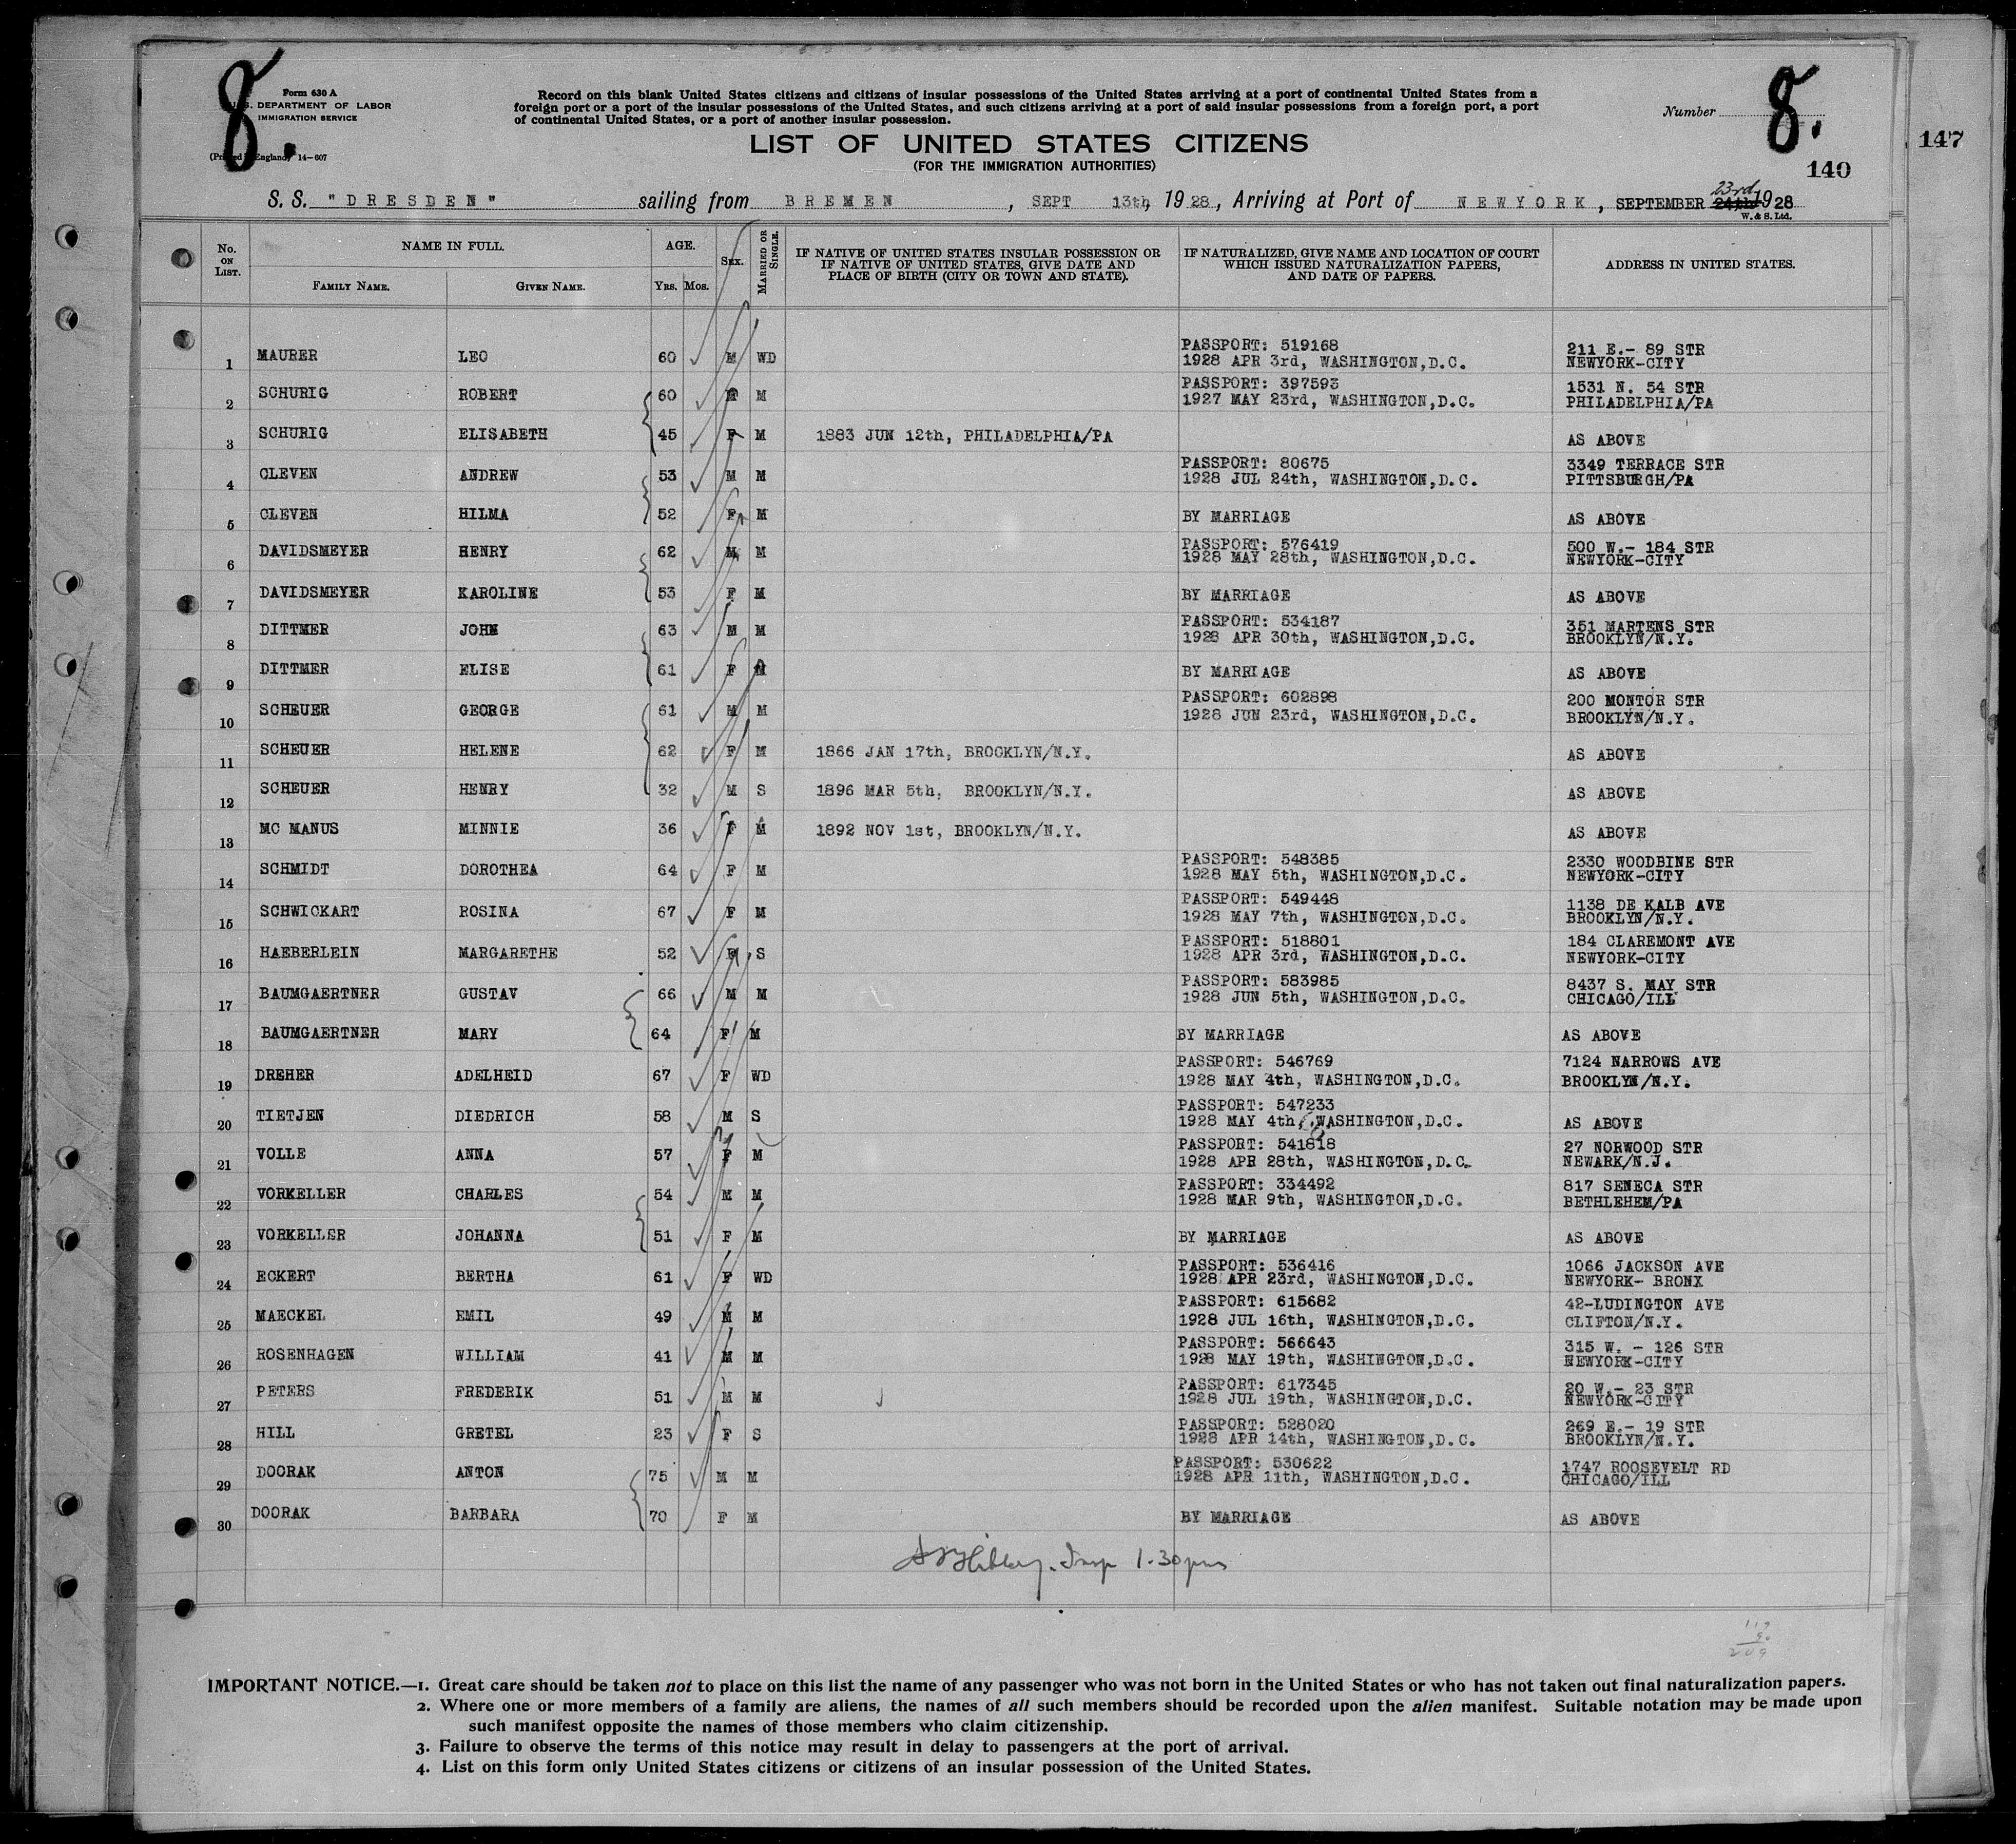 8.
Form 630 A
U.S. DEPARTMENT OF LABOR
IMMIGRATION SERVICE
(Printed England) 14-607
Record on this blank United States citizens and citizens of insular possessions of the United States arriving at a port of continental United States from a
foreign port or a port of the insular possessions of the United States, and such citizens arriving at a port of said insular possessions from a foreign port, a port
of continental United States, or a port of another insular possession.
Number 8.
LIST OF UNITED STATES CITIZENS
(FOR THE IMMIGRATION AUTHORITIES)
147
140
S.S. "DRESDEN" sailing from BREMEN, SEPT 13th, 1928, Arriving at Port of NEWYORK, SEPTEMBER 23rd 24th 1928
W. & S. Ltd.
No. ON LIST. NAME IN FULL. AGE. SEX. MARRIED OR SINGLE. IF NATIVE OF UNITED STATES INSULAR POSSESSION OR IF NATIVE OF UNITED STATES, GIVE DATE AND PLACE OF BIRTH (CITY OR TOWN AND STATE). IF NATURALIZED, GIVE NAME AND LOCATION OF COURT WHICH ISSUED NATURALIZATION PAPERS, AND DATE OF PAPERS. ADDRESS IN UNITED STATES.
FAMILY NAME. GIVEN NAME. Yrs. Mos.
PASSPORT: 519168 211 E.- 89 STR
1 MAURER LEO 60 M WD 1928 APR 3rd, WASHINGTON,D.C. NEWYORK-CITY
PASSPORT: 397593 1531 N. 54 STR
2 SCHURIG ROBERT 60 M M 1927 MAY 23rd, WASHINGTON,D.C. PHILADELPHIA/PA
3 SCHURIG ELISABETH 45 F M 1883 JUN 12th, PHILADELPHIA/PA AS ABOVE
PASSPORT: 80675 3349 TERRACE STR
4 CLEVEN ANDREW 53 M M 1928 JUL 24th, WASHINGTON,D.C. PITTSBURGH/PA
5 CLEVEN HILMA 52 F M BY MARRIAGE AS ABOVE
PASSPORT: 576419 500 W.- 184 STR
6 DAVIDSMEYER HENRY 62 M M 1928 MAY 28th, WASHINGTON,D.C. NEWYORK-CITY
7 DAVIDSMEYER KAROLINE 53 F M BY MARRIAGE AS ABOVE
PASSPORT: 534187 351 MARTENS STR
8 DITTMER JOHN 63 M M 1928 APR 30th, WASHINGTON,D.C. BROOKLYN/N.Y.
9 DITTMER ELISE 61 F M BY MARRIAGE AS ABOVE
PASSPORT: 602898 200 MONTOR STR
10 SCHEUER GEORGE 61 M M 1928 JUN 23rd, WASHINGTON,D.C. BROOKLYN/N.Y.
11 SCHEUER HELENE 62 F M 1866 JAN 17th, BROOKLYN/N.Y. AS ABOVE
12 SCHEUER HENRY 32 M S 1896 MAR 5th, BROOKLYN/N.Y. AS ABOVE
13 MC MANUS MINNIE 36 F M 1892 NOV 1st, BROOKLYN/N.Y. AS ABOVE
PASSPORT: 548385 2330 WOODBINE STR
14 SCHMIDT DOROTHEA 64 F M 1928 MAY 5th, WASHINGTON,D.C. NEWYORK-CITY
PASSPORT: 549448 1138 DE KALB AVE
15 SCHWICKART ROSINA 67 F M 1928 MAY 7th, WASHINGTON,D.C. BROOKLYN/N.Y.
PASSPORT: 518801 184 CLAREMONT AVE
16 HAEBERLEIN MARGARETHE 52 F S 1928 APR 3rd, WASHINGTON,D.C. NEWYORK-CITY
PASSPORT: 583985 8437 S. MAY STR
17 BAUMGAERTNER GUSTAV 66 M M 1928 JUN 5th, WASHINGTON,D.C. CHICAGO/ILL
18 BAUMGAERTNER MARY 64 F M BY MARRIAGE AS ABOVE
PASSPORT: 546769 7124 NARROWS AVE
19 DREHER ADELHEID 67 F WD 1928 MAY 4th, WASHINGTON,D.C. BROOKLYN/N.Y.
PASSPORT: 547233
20 TIETJEN DIEDRICH 58 M S 1928 MAY 4th, WASHINGTON,D.C. AS ABOVE
PASSPORT: 541818 27 NORWOOD STR
21 VOLLE ANNA 57 F M 1928 APR 28th, WASHINGTON,D.C. NEWARK/N.J.
PASSPORT: 334492 817 SENECA STR
22 VORKELLER CHARLES 54 M M 1928 MAR 9th, WASHINGTON,D.C. BETHLEHEM/PA
23 VORKELLER JOHANNA 51 F M BY MARRIAGE AS ABOVE
PASSPORT: 536416 1066 JACKSON AVE
24 ECKERT BERTHA 61 F WD 1928 APR 23rd, WASHINGTON,D.C. NEWYORK- BRONX
PASSPORT: 615682 42-LUDINGTON AVE
25 MAECKEL EMIL 49 M M 1928 JUL 16th, WASHINGTON,D.C. CLIFTON/N.Y.
PASSPORT: 566643 315 W. - 126 STR
26 ROSENHAGEN WILLIAM 41 M M 1928 MAY 19th, WASHINGTON,D.C. NEWYORK-CITY
PASSPORT: 617345 20 W.- 23 STR
27 PETERS FREDERIK 51 M M 1928 JUL 19th, WASHINGTON,D.C. NEWYORK-CITY
PASSPORT: 528020 269 E.- 19 STR
28 HILL GRETEL 23 F S 1928 APR 14th, WASHINGTON,D.C. BROOKLYN/N.Y.
PASSPORT: 530622 1747 ROOSEVELT RD
29 DOORAK ANTON 75 M M 1928 APR 11th, WASHINGTON,D.C. CHICAGO/ILL
30 DOORAK BARBARA 70 F M BY MARRIAGE AS ABOVE
Insp 1.30pm
IMPORTANT NOTICE.—1. Great care should be taken not to place on this list the name of any passenger who was not born in the United States or who has not taken out final naturalization papers.
2. Where one or more members of a family are aliens, the names of all such members should be recorded upon the alien manifest. Suitable notation may be made upon
such manifest opposite the names of those members who claim citizenship.
3. Failure to observe the terms of this notice may result in delay to passengers at the port of arrival.
4. List on this form only United States citizens or citizens of an insular possession of the United States.